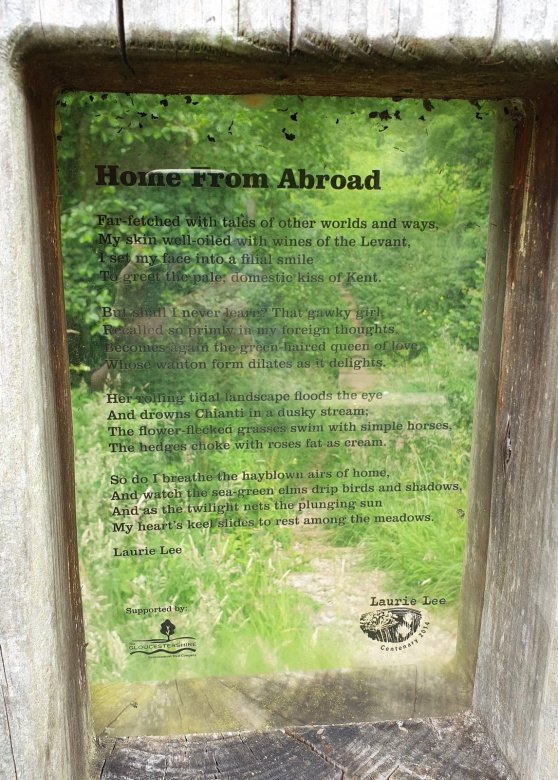 Home From Abroad
Far-fetched with tales of other worlds and ways,
My skin well-oiled with wines of the Levant,
I set my face into a filial smile
To greet the pale, domestic kiss of Kent.
But shall I never learn? That gawky girl,
Recalled so primly in my foreign thoughts,
Becomes again the green-haired queen of love
Whose wanton form dilates as it delights.
Her rolling tidal landscape floods the eye
And drowns Chianti in a dusky stream;
The flower-flecked grasses swim with simple horses,
The hedges choke with roses fat as cream.
So do I breathe the hayblown airs of home,
And watch the sea-green elms drip birds and shadows,
And as the twilight nets the plunging sun
My heart's keel slides to rest among the meadows.
Laurie Lee
Supported by:
GLOUCESTERSHIRE
Laurie Lee
Centenary 2014